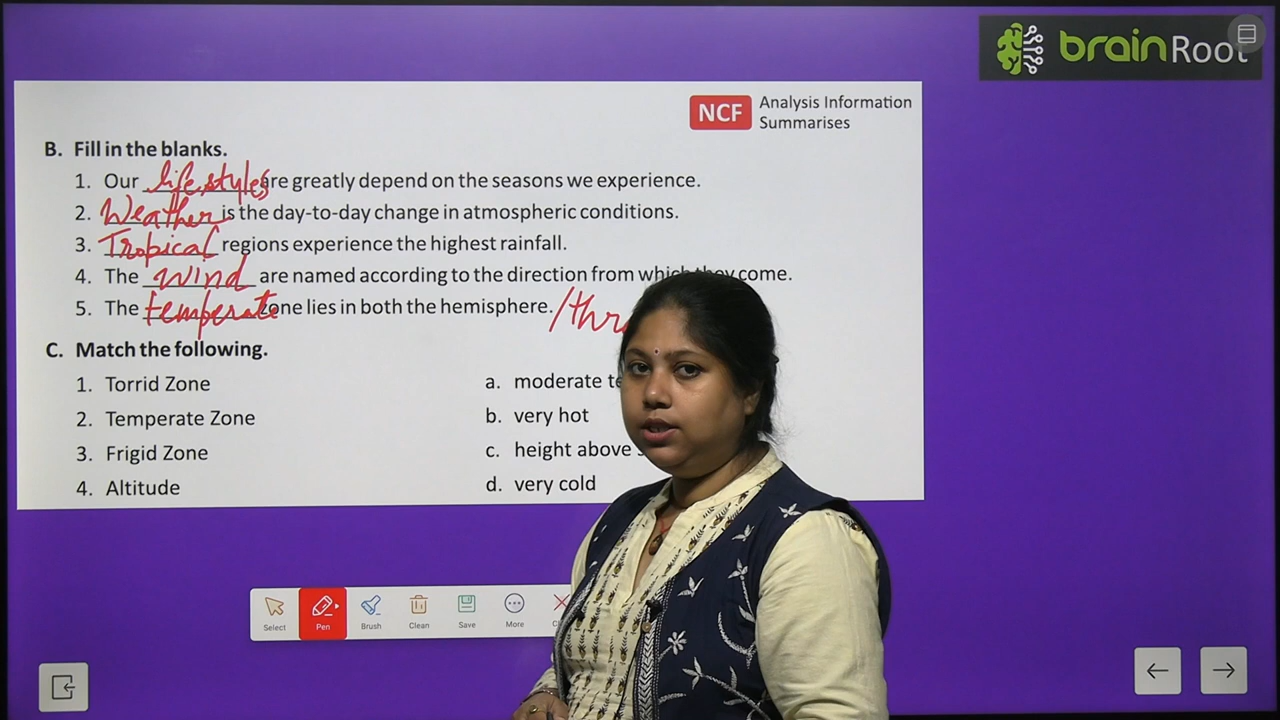 brainRoot
NCF Analysis Information
Summarises
B. Fill in the blanks.
1. Our lifestyles are greatly depend on the seasons we experience.
2. Weather is the day-to-day change in atmospheric conditions.
3. Tropical regions experience the highest rainfall.
4. The wind are named according to the direction from which they come.
5. The temperate zone lies in both the hemisphere.
C. Match the following.
1. Torrid Zone a. moderate
2. Temperate Zone b. very hot
3. Frigid Zone c. height above
4. Altitude d. very cold
Select Pen Brush Clean Save More